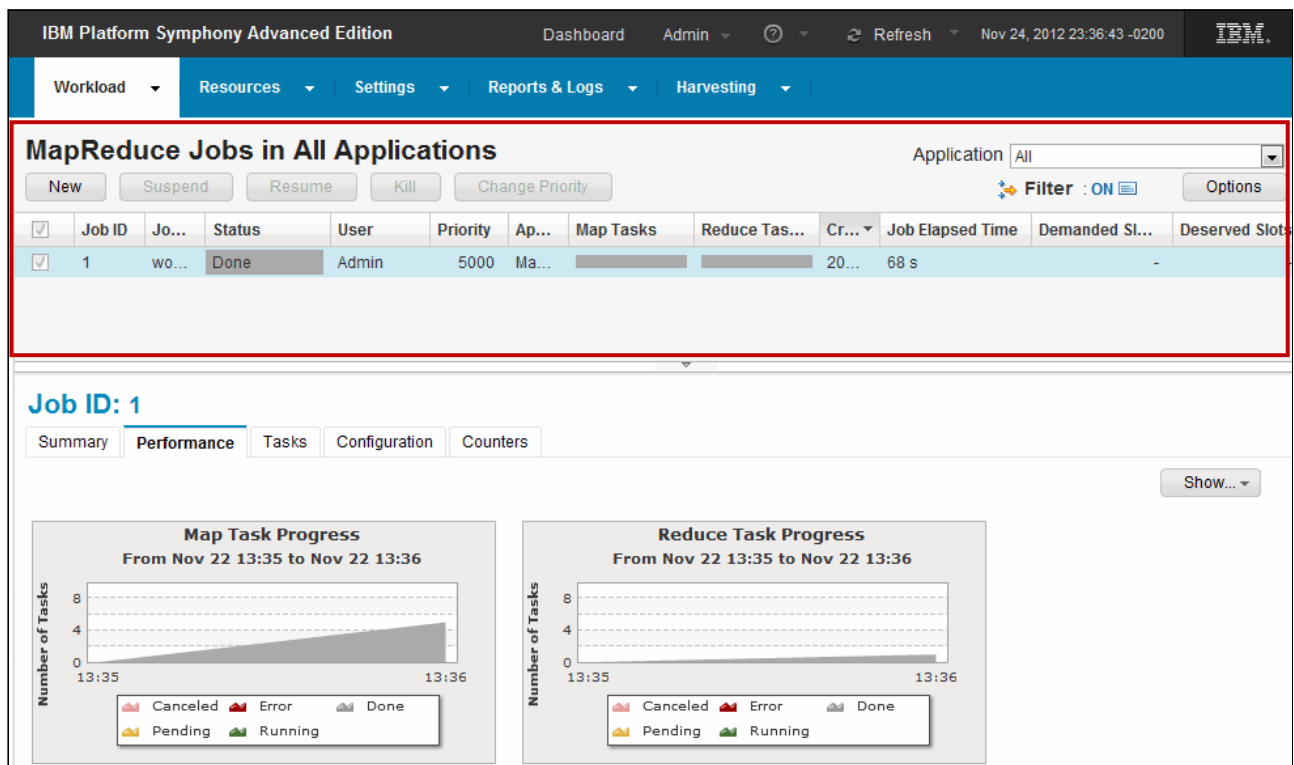 IBM Platform Symphony Advanced Edition Dashboard Admin ? Refresh Nov 24, 2012 23:36:43 -0200 IBM.
Workload Resources Settings Reports & Logs Harvesting
MapReduce Jobs in All Applications
Application All
New Suspend Resume Kill Change Priority Filter : ON Options
Job ID Jo... Status User Priority Ap... Map Tasks Reduce Tas... Cr... Job Elapsed Time Demanded Sl... Deserved Slots
1 wo... Done Admin 5000 Ma... 20... 68 s -
Job ID: 1
Summary Performance Tasks Configuration Counters
Show...
Map Task Progress
From Nov 22 13:35 to Nov 22 13:36
Number of Tasks
8
4
0
13:35 13:36
Canceled Error Done
Pending Running
Reduce Task Progress
From Nov 22 13:35 to Nov 22 13:36
Number of Tasks
8
4
0
13:35 13:36
Canceled Error Done
Pending Running